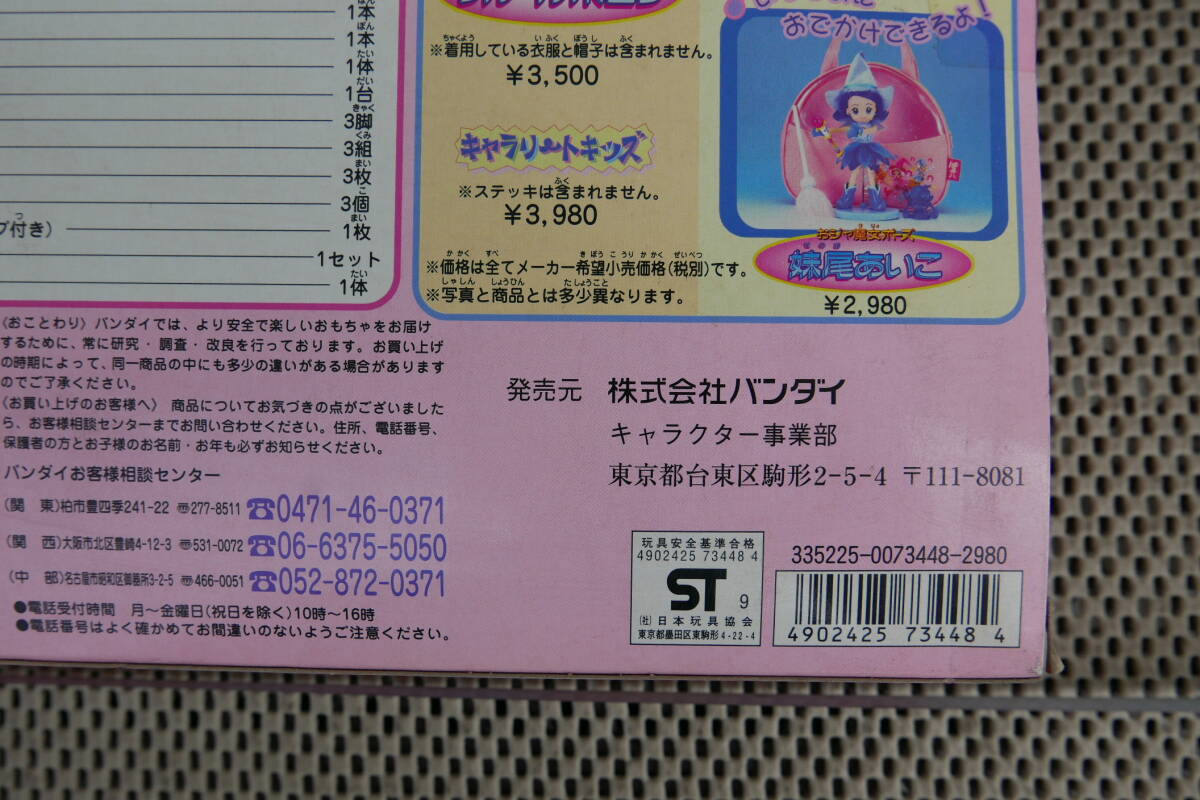 1本
1本
1体
1台
3脚
3組
3枚
3個
付き) 1枚
1セット
1体
※着用している衣服と帽子は含まれません。
¥3,500
キャラリートキッズ
※ステッキは含まれません。
¥3,980
※価格は全てメーカー希望小売価格(税別)です。
※写真と商品とは多少異なります。
おでかけできるよ!
おジャ魔女ポーズ
妹尾あいこ
¥2,980
〈おことわり〉バンダイでは、より安全で楽しいおもちゃをお届け
するために、常に研究・調査・改良を行っております。お買い上げ
の時期によって、同一商品の中にも多少の違いがある場合があります
のでご了承ください。
〈お買い上げのお客様へ〉 商品についてお気づきの点がございました
ら、お客様相談センターまでお問い合わせください。住所、電話番号、
保護者の方とお子様のお名前・お年も必ずお知らせください。
バンダイお客様相談センター
(関 東)柏市豊四季241-22 〠277-8511 ☎0471-46-0371
(関 西)大阪市北区豊崎4-12-3 〠531-0072 ☎06-6375-5050
(中 部)名古屋市昭和区御器所3-2-5 〠466-0051 ☎052-872-0371
●電話受付時間 月〜金曜日(祝日を除く)10時〜16時
●電話番号はよく確かめてお間違いのないようご注意ください。
発売元 株式会社バンダイ
キャラクター事業部
東京都台東区駒形2-5-4 〒111-8081
玩具安全基準合格
4902425 73448 4
ST 9
(社)日本玩具協会
東京都墨田区東駒形4-22-4
335225-0073448-2980
4902425 73448 4